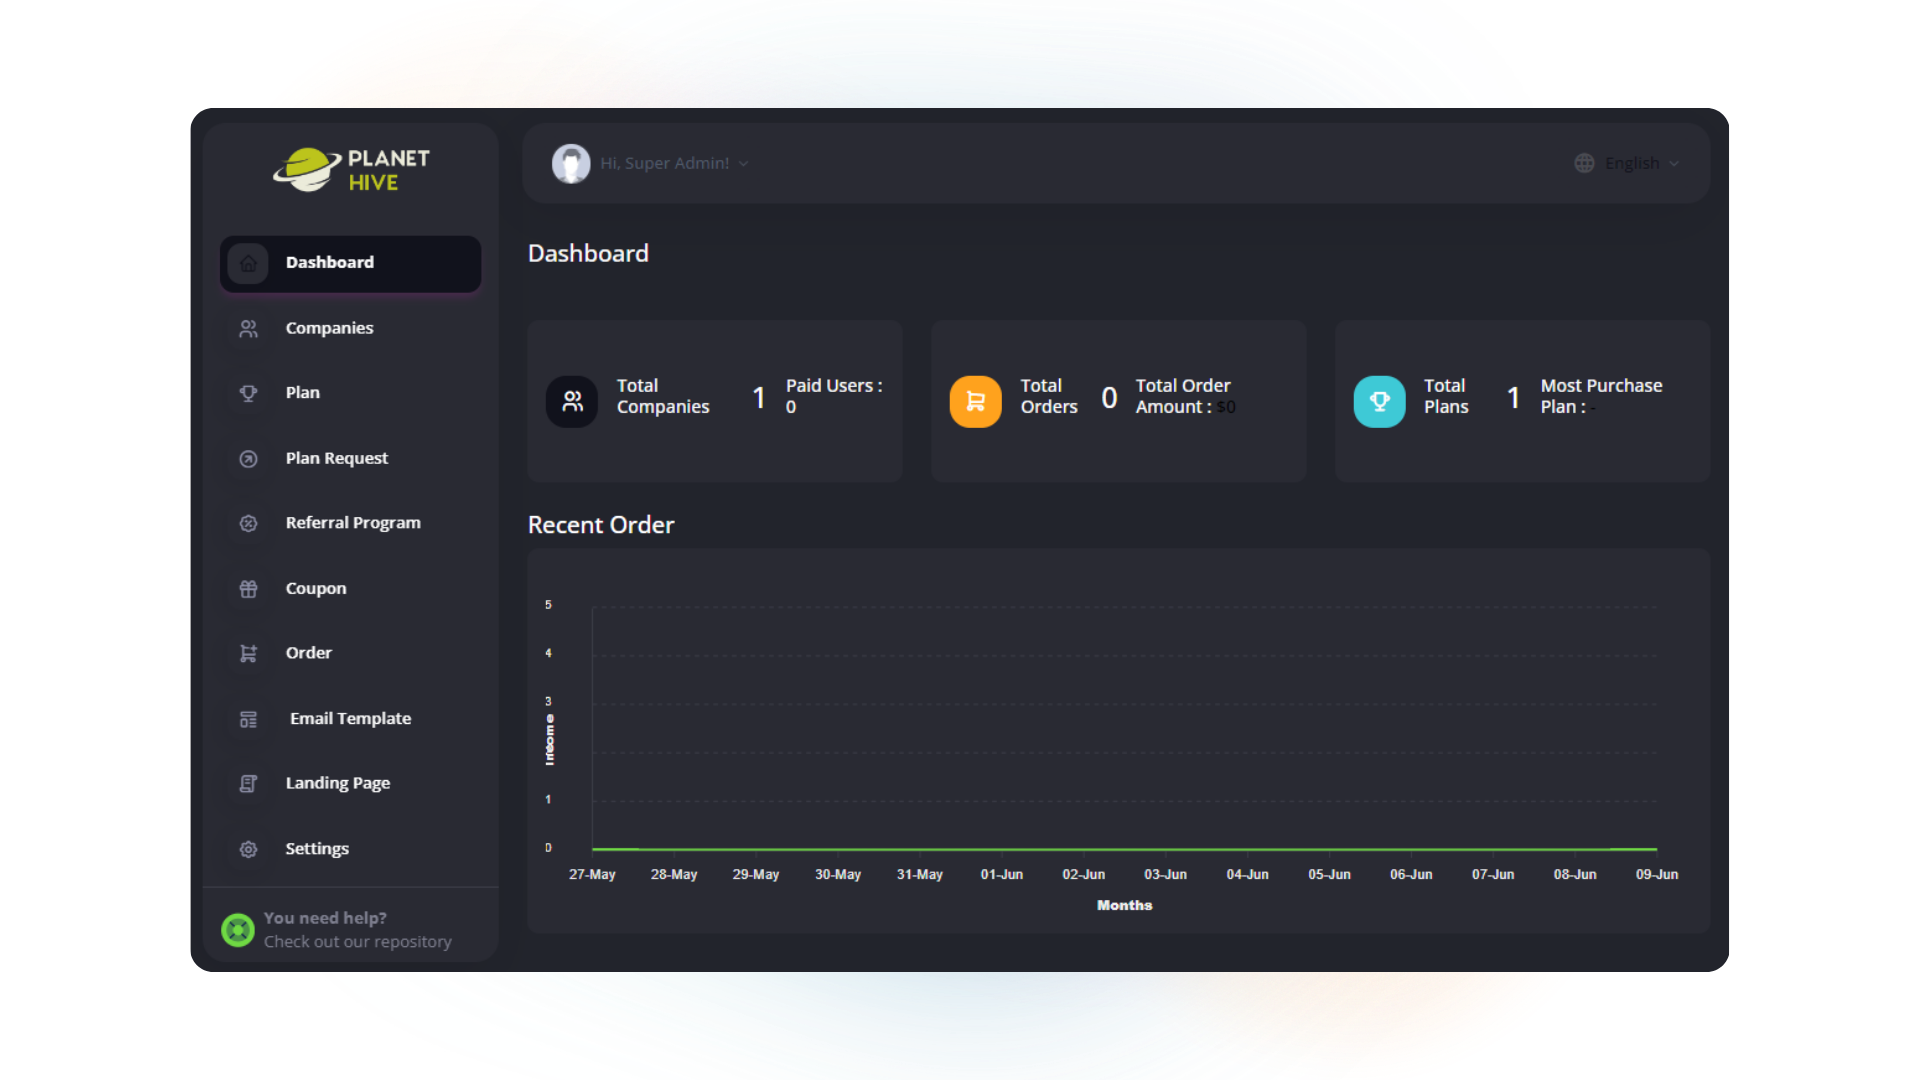 PLANET
HIVE
Hi, Super Admin!
English
Dashboard
Companies
Plan
Plan Request
Referral Program
Coupon
Order
Email Template
Landing Page
Settings
You need help?
Check out our repository
Dashboard
Total
Companies
1
Paid Users :
0
Total
Orders
0
Total Order
Amount : $0
Total
Plans
1
Most Purchase
Plan : -
Recent Order
5
4
3
Income
1
0
27-May 28-May 29-May 30-May 31-May 01-Jun 02-Jun 03-Jun 04-Jun 05-Jun 06-Jun 07-Jun 08-Jun 09-Jun
Months